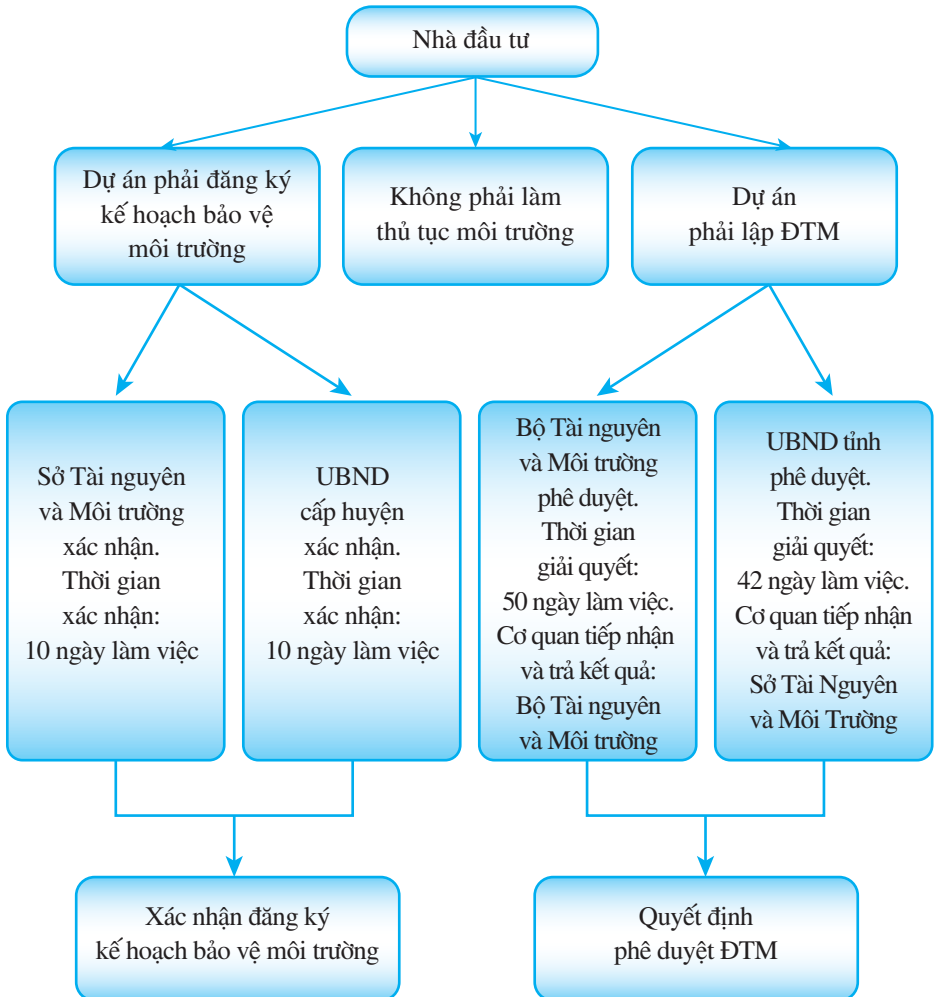 Nhà đầu tư
Dự án phải đăng ký
kế hoạch bảo vệ
môi trường
Không phải làm
thủ tục môi trường
Dự án
phải lập ĐTM
Sở Tài nguyên
và Môi trường
xác nhận.
Thời gian
xác nhận:
10 ngày làm việc
UBND
cấp huyện
xác nhận.
Thời gian
xác nhận:
10 ngày làm việc
Bộ Tài nguyên
và Môi trường
phê duyệt.
Thời gian
giải quyết:
50 ngày làm việc.
Cơ quan tiếp nhận
và trả kết quả:
Bộ Tài nguyên
và Môi trường
UBND tỉnh
phê duyệt.
Thời gian
giải quyết:
42 ngày làm việc.
Cơ quan tiếp nhận
và trả kết quả:
Sở Tài Nguyên
và Môi Trường
Xác nhận đăng ký
kế hoạch bảo vệ môi trường
Quyết định
phê duyệt ĐTM